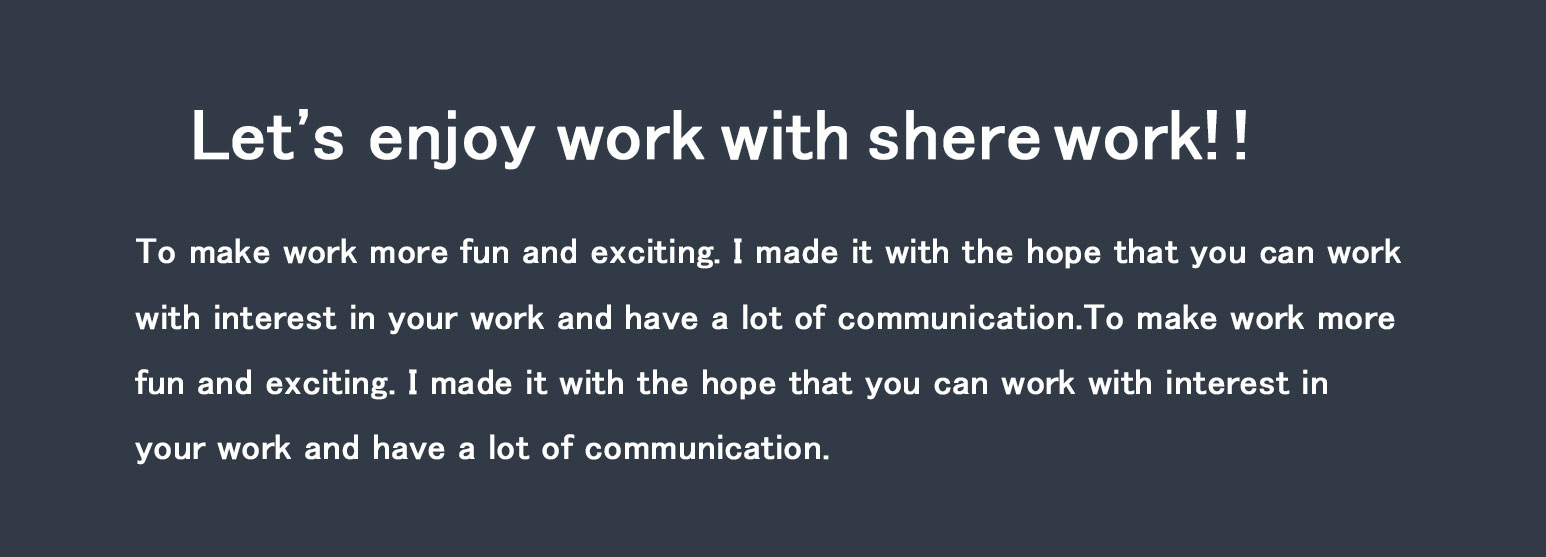 Let's enjoy work with shere work!!
To make work more fun and exciting. I made it with the hope that you can work
with interest in your work and have a lot of communication.To make work more
fun and exciting. I made it with the hope that you can work with interest in
your work and have a lot of communication.